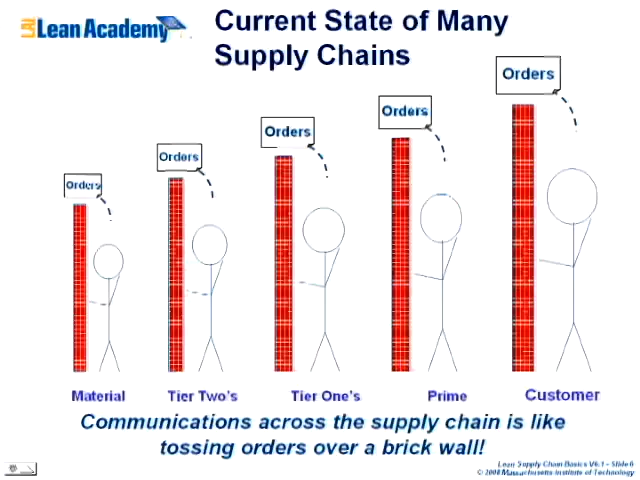 LAI Lean Academy
Current State of Many
Supply Chains
Orders
Orders
Orders
Orders
Orders
Material
Tier Two's
Tier One's
Prime
Customer
Communications across the supply chain is like
tossing orders over a brick wall!
Lean Supply Chain Basics V6.1 - Slide 6
© 2008 Massachusetts Institute of Technology